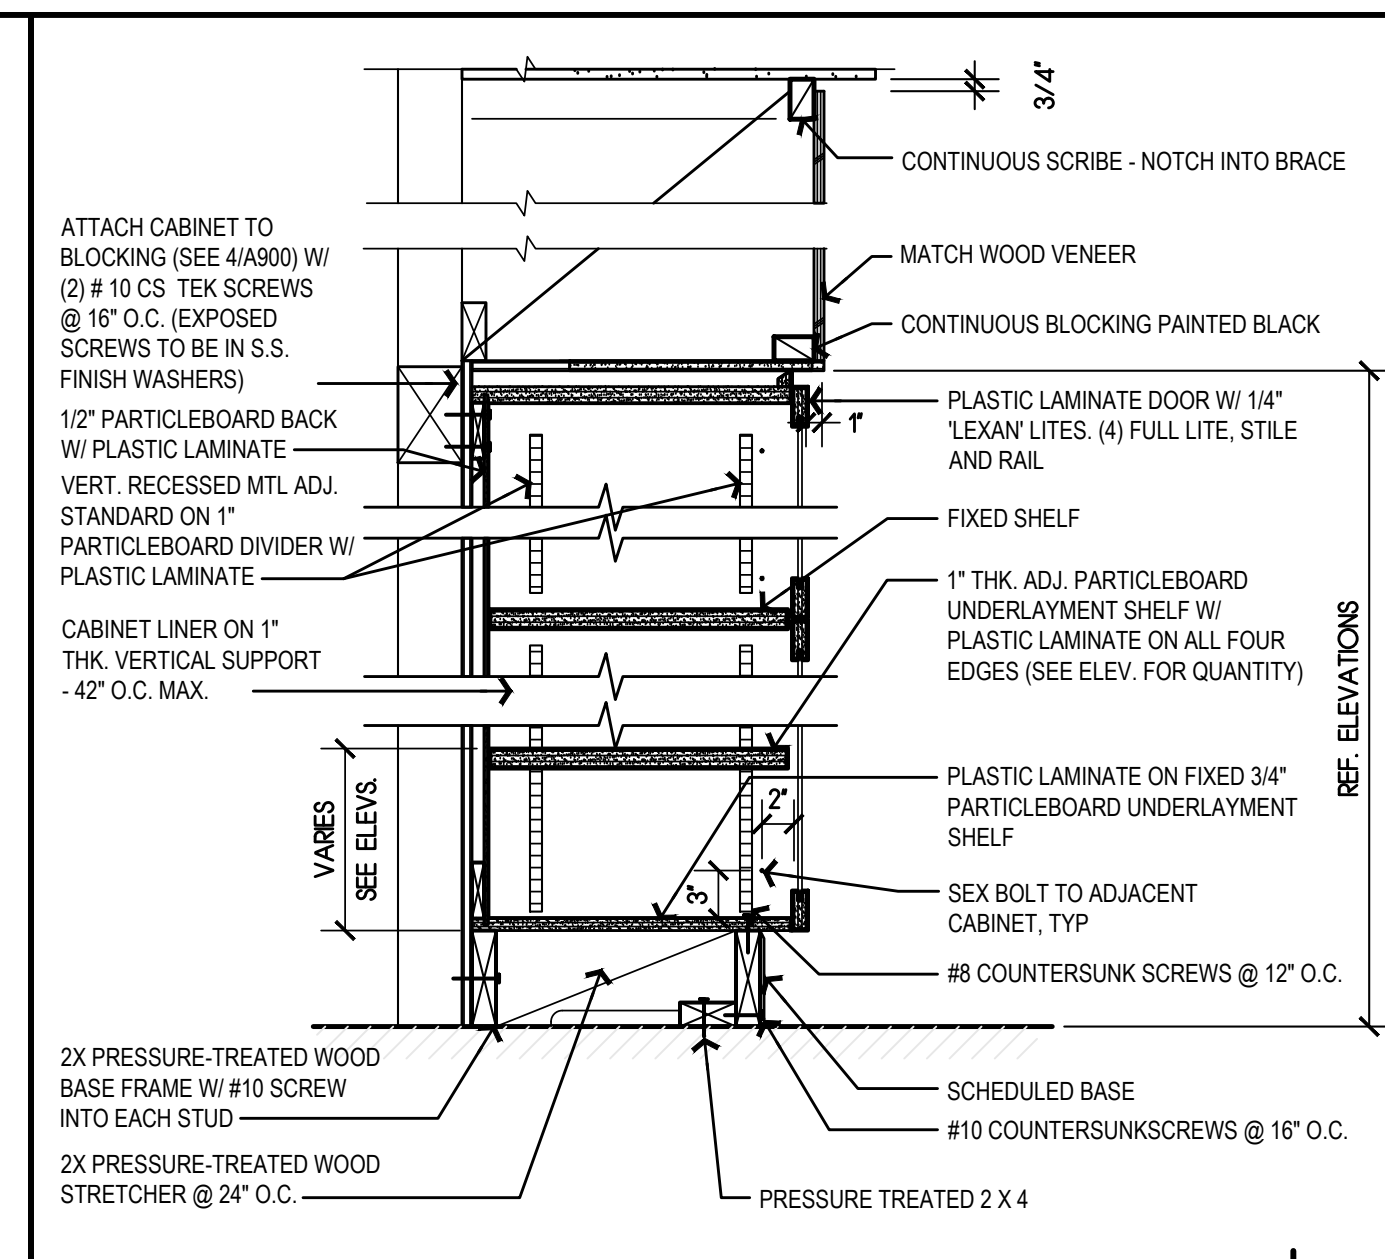 3/4"
CONTINUOUS SCRIBE - NOTCH INTO BRACE
ATTACH CABINET TO
BLOCKING (SEE 4/A900) W/
(2) # 10 CS TEK SCREWS
@ 16" O.C. (EXPOSED
SCREWS TO BE IN S.S.
FINISH WASHERS)
MATCH WOOD VENEER
CONTINUOUS BLOCKING PAINTED BLACK
1/2" PARTICLEBOARD BACK
W/ PLASTIC LAMINATE
1"
PLASTIC LAMINATE DOOR W/ 1/4"
'LEXAN' LITES. (4) FULL LITE, STILE
AND RAIL
VERT. RECESSED MTL ADJ.
STANDARD ON 1"
PARTICLEBOARD DIVIDER W/
PLASTIC LAMINATE
FIXED SHELF
1" THK. ADJ. PARTICLEBOARD
UNDERLAYMENT SHELF W/
PLASTIC LAMINATE ON ALL FOUR
EDGES (SEE ELEV. FOR QUANTITY)
CABINET LINER ON 1"
THK. VERTICAL SUPPORT
- 42" O.C. MAX.
REF. ELEVATIONS
VARIES
SEE ELEVS.
2"
3"
PLASTIC LAMINATE ON FIXED 3/4"
PARTICLEBOARD UNDERLAYMENT
SHELF
SEX BOLT TO ADJACENT
CABINET, TYP
#8 COUNTERSUNK SCREWS @ 12" O.C.
2X PRESSURE-TREATED WOOD
BASE FRAME W/ #10 SCREW
INTO EACH STUD
SCHEDULED BASE
#10 COUNTERSUNKSCREWS @ 16" O.C.
2X PRESSURE-TREATED WOOD
STRETCHER @ 24" O.C.
PRESSURE TREATED 2 X 4